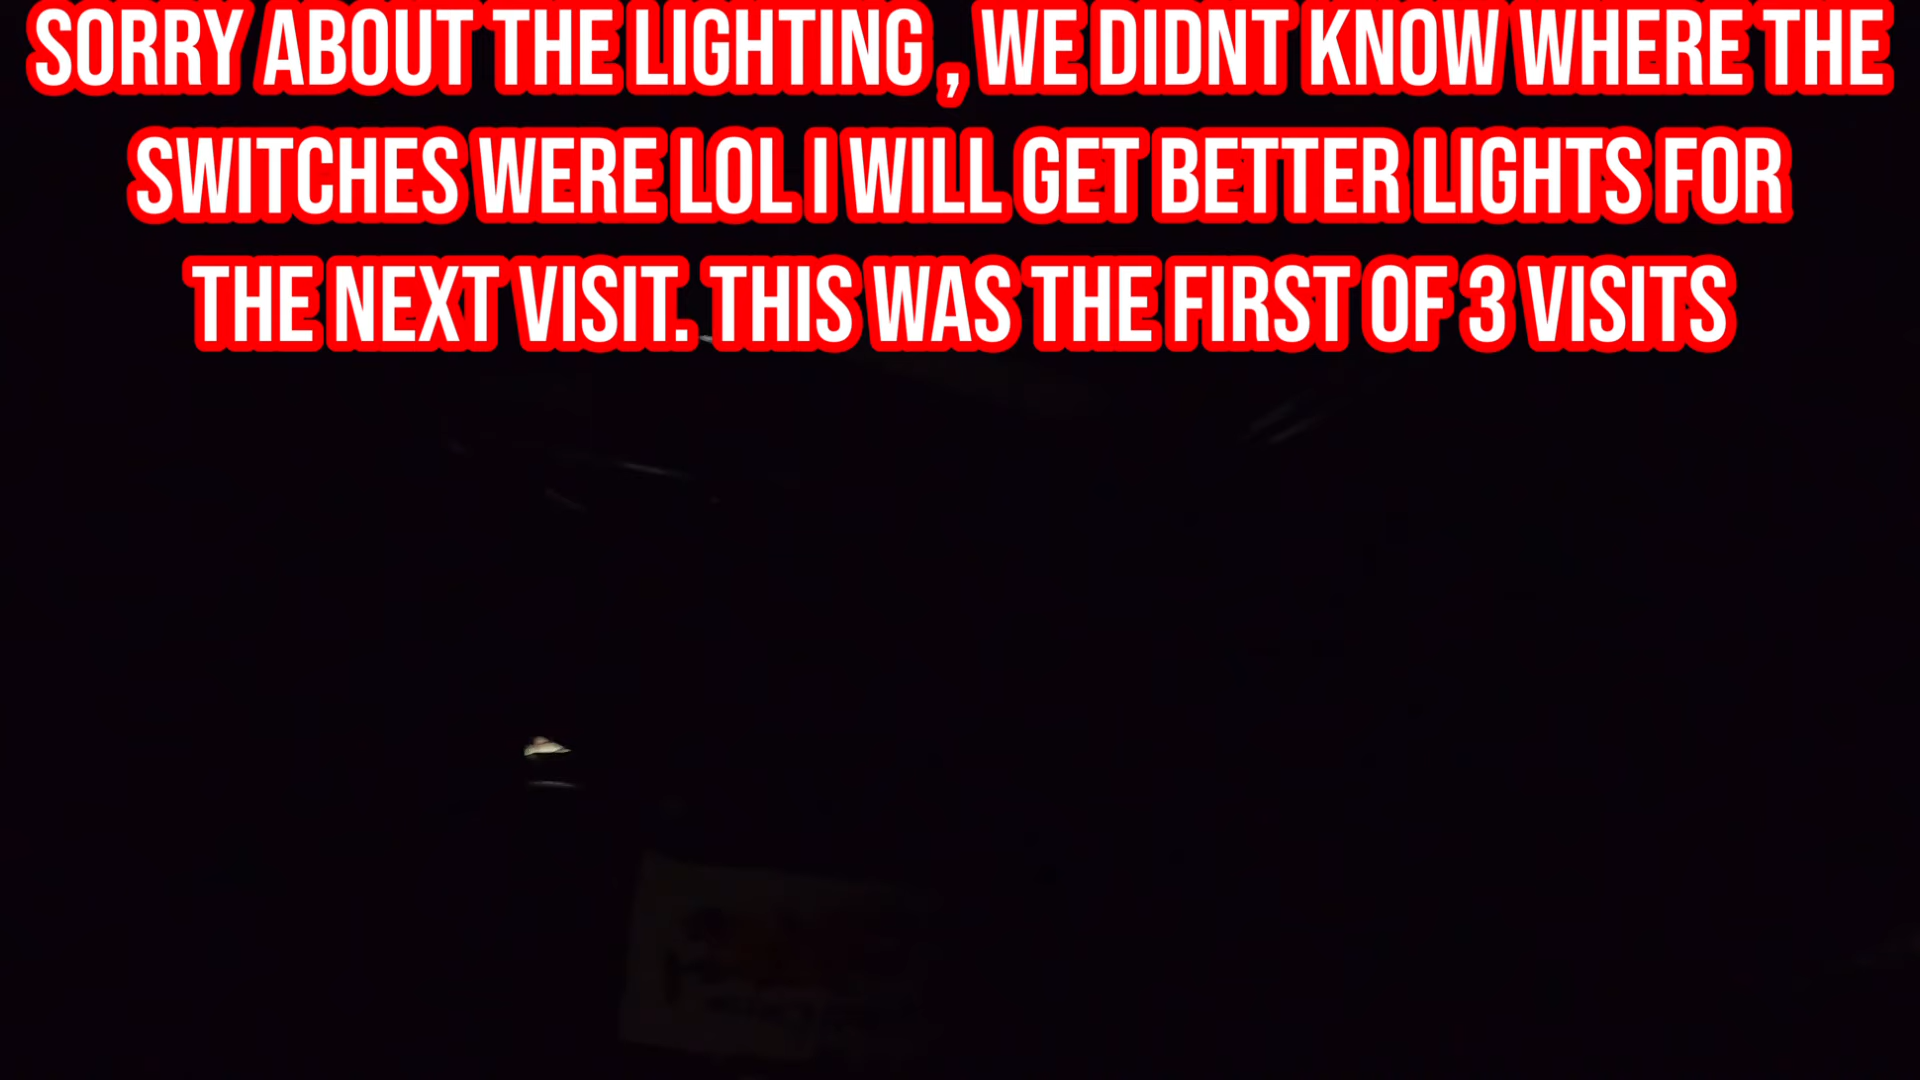 SORRY ABOUT THE LIGHTING , WE DIDNT KNOW WHERE THE
SWITCHES WERE LOL I WILL GET BETTER LIGHTS FOR
THE NEXT VISIT. THIS WAS THE FIRST OF 3 VISITS